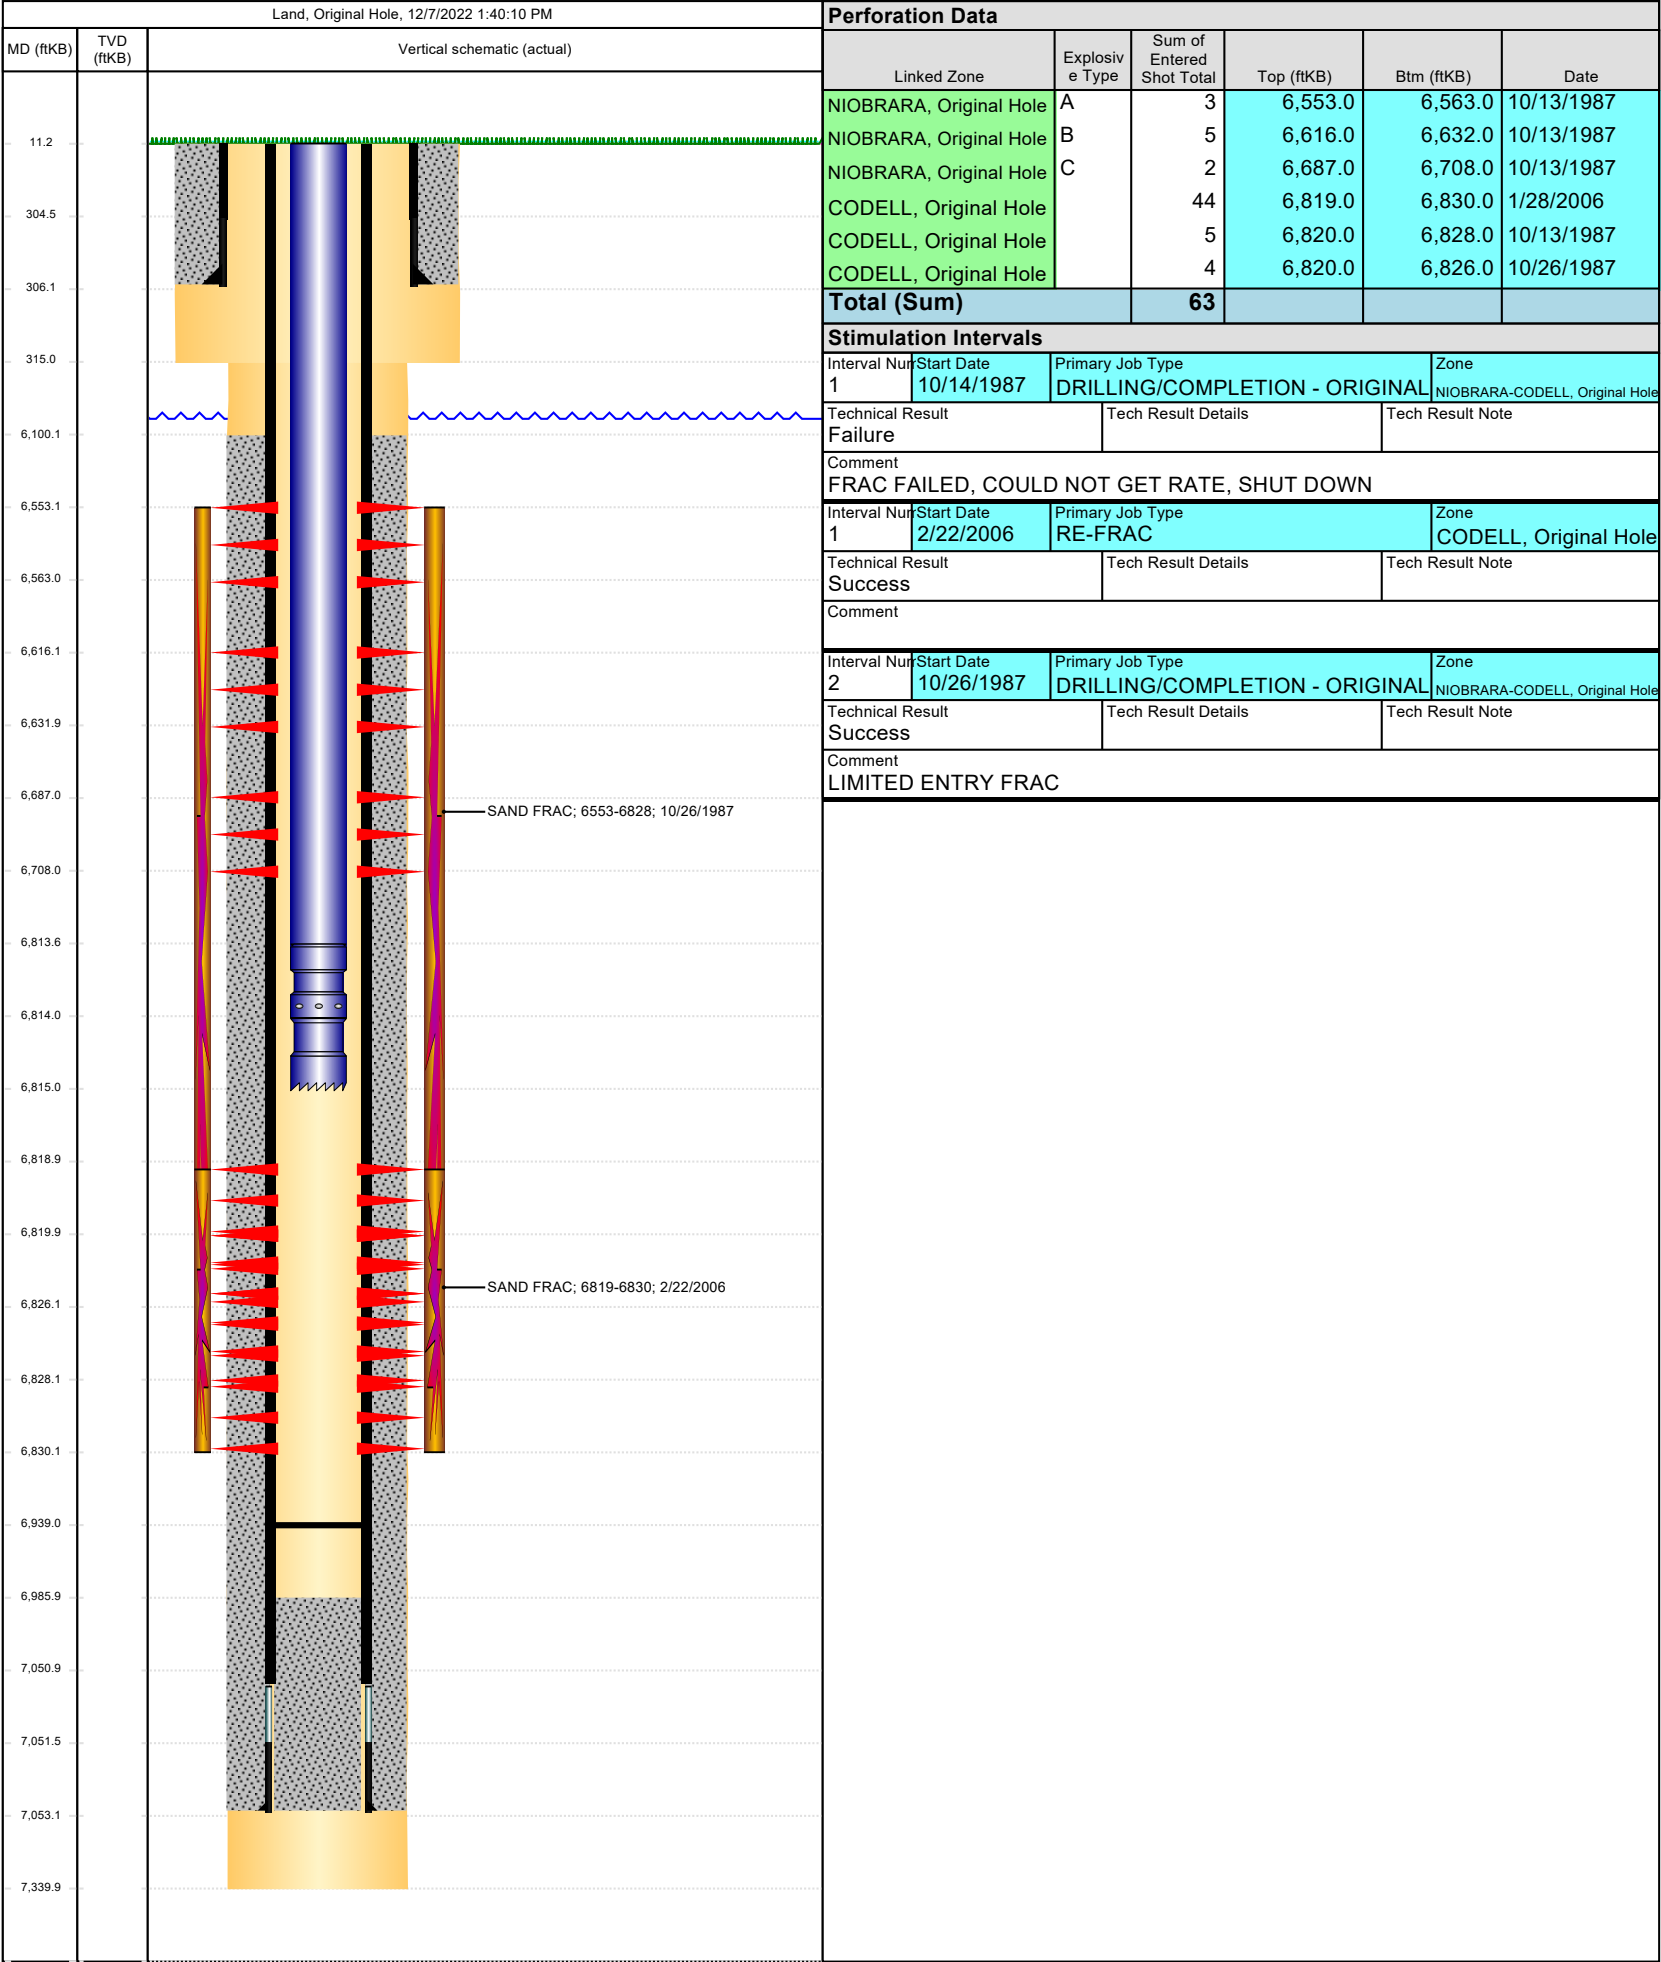 Land, Original Hole, 12/7/2022 1:40:10 PM
MD (ftKB)
TVD
(ftKB)
Vertical schematic (actual)
11.2
304.5
306.1
315.0
6,100.1
6,553.1
6,563.0
6,616.1
6,631.9
6,687.0
6,708.0
6,813.6
6,814.0
6,815.0
6,818.9
6,819.9
6,826.1
6,828.1
6,830.1
6,939.0
6,985.9
7,050.9
7,051.5
7,053.1
7,339.9
SAND FRAC; 6553-6828; 10/26/1987
SAND FRAC; 6819-6830; 2/22/2006
Perforation Data
Linked Zone
Explosiv
e Type
Sum of
Entered
Shot Total
Top (ftKB)
Btm (ftKB)
Date
NIOBRARA, Original Hole A 3 6,553.0 6,563.0 10/13/1987
NIOBRARA, Original Hole B 5 6,616.0 6,632.0 10/13/1987
NIOBRARA, Original Hole C 2 6,687.0 6,708.0 10/13/1987
CODELL, Original Hole 44 6,819.0 6,830.0 1/28/2006
CODELL, Original Hole 5 6,820.0 6,828.0 10/13/1987
CODELL, Original Hole 4 6,820.0 6,826.0 10/26/1987
Total (Sum) 63
Stimulation Intervals
Interval Nur Start Date Primary Job Type Zone
1 10/14/1987 DRILLING/COMPLETION - ORIGINAL NIOBRARA-CODELL, Original Hole
Technical Result Tech Result Details Tech Result Note
Failure
Comment
FRAC FAILED, COULD NOT GET RATE, SHUT DOWN
Interval Nur Start Date Primary Job Type Zone
1 2/22/2006 RE-FRAC CODELL, Original Hole
Technical Result Tech Result Details Tech Result Note
Success
Comment
Interval Nur Start Date Primary Job Type Zone
2 10/26/1987 DRILLING/COMPLETION - ORIGINAL NIOBRARA-CODELL, Original Hole
Technical Result Tech Result Details Tech Result Note
Success
Comment
LIMITED ENTRY FRAC